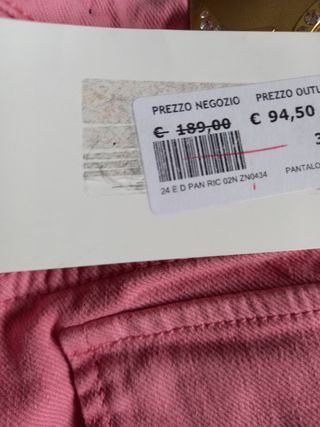 PREZZO NEGOZIO PREZZO OUTL
€ 189,00 € 94,50
3
24 E D PAN RIC 02N ZN0434 PANTALO